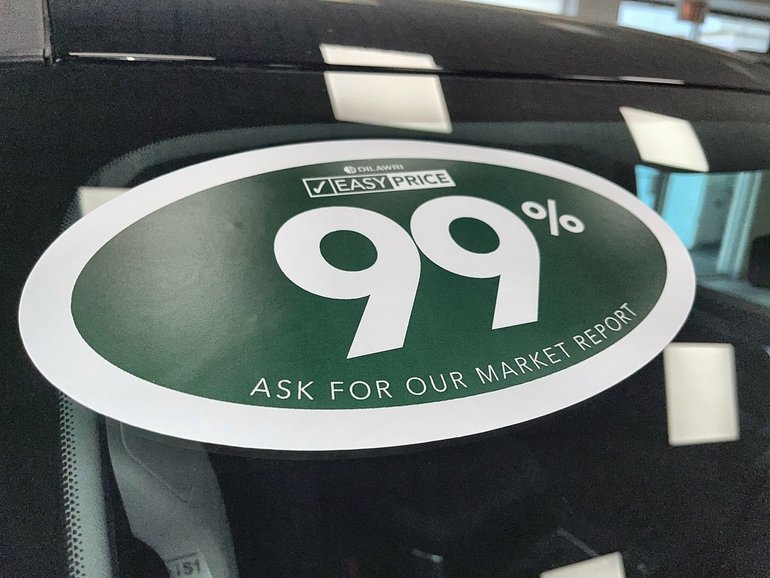 DILAWRI
✓ EASY PRICE
99%
ASK FOR OUR MARKET REPORT